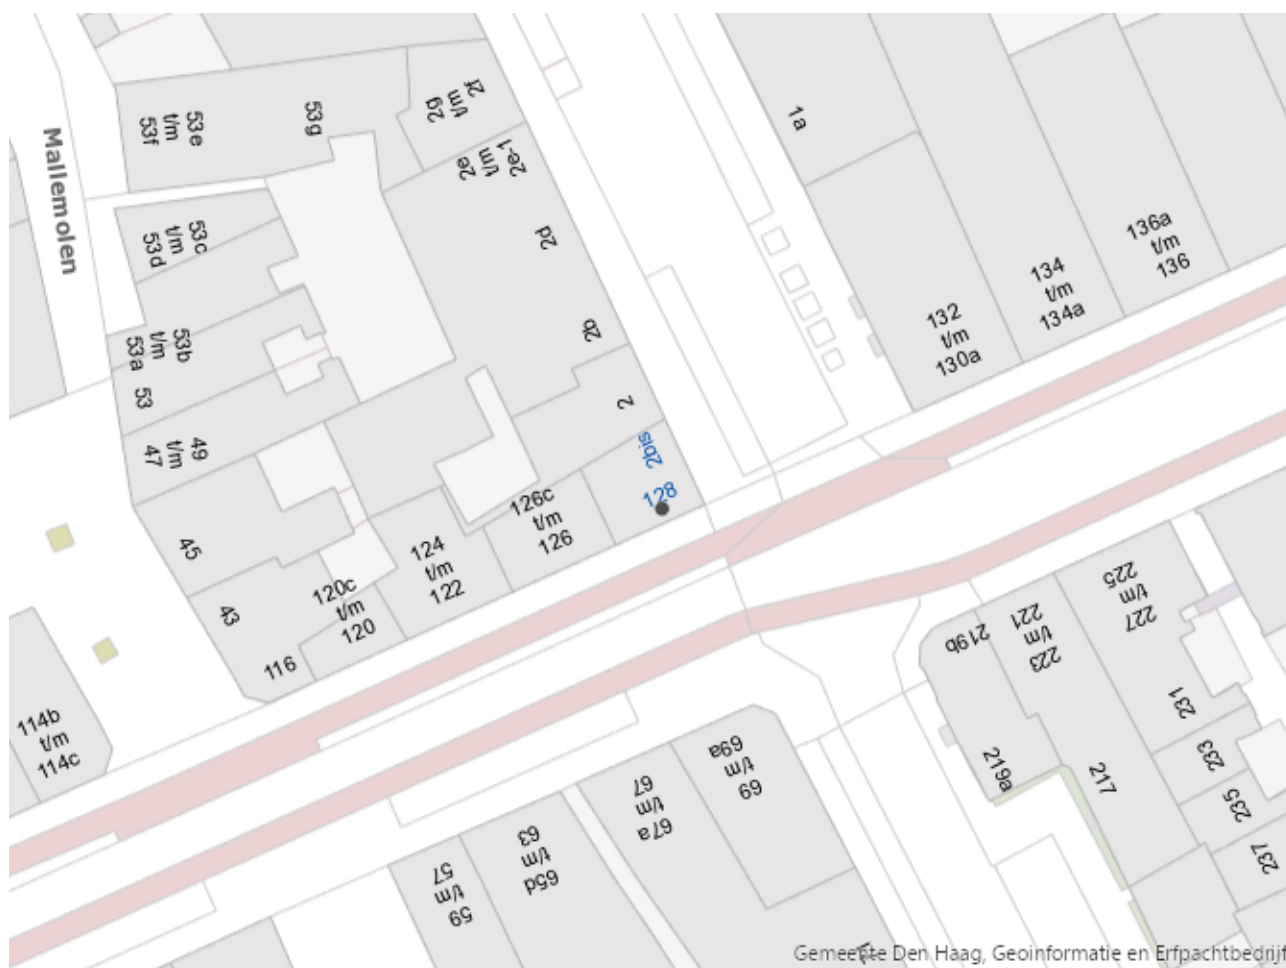 Mallemolen
53e
t/m
53f
53g
2f
t/m
2g
2e-1
t/m
2e
1a
53c
t/m
53d
2d
136a
t/m
136
134
t/m
134a
132
t/m
130a
53b
t/m
53a
2b
53
2
49
t/m
47
2bis
128
126c
t/m
126
45
124
t/m
122
120c
t/m
120
43
116
225
t/m
227
221
t/m
223
219b
231
114b
t/m
114c
233
219a
217
69a
t/m
69
67
t/m
67a
235
63
t/m
65d
57
t/m
59
237
Gemeente Den Haag, Geoinformatie en Erfpachtbedrijf